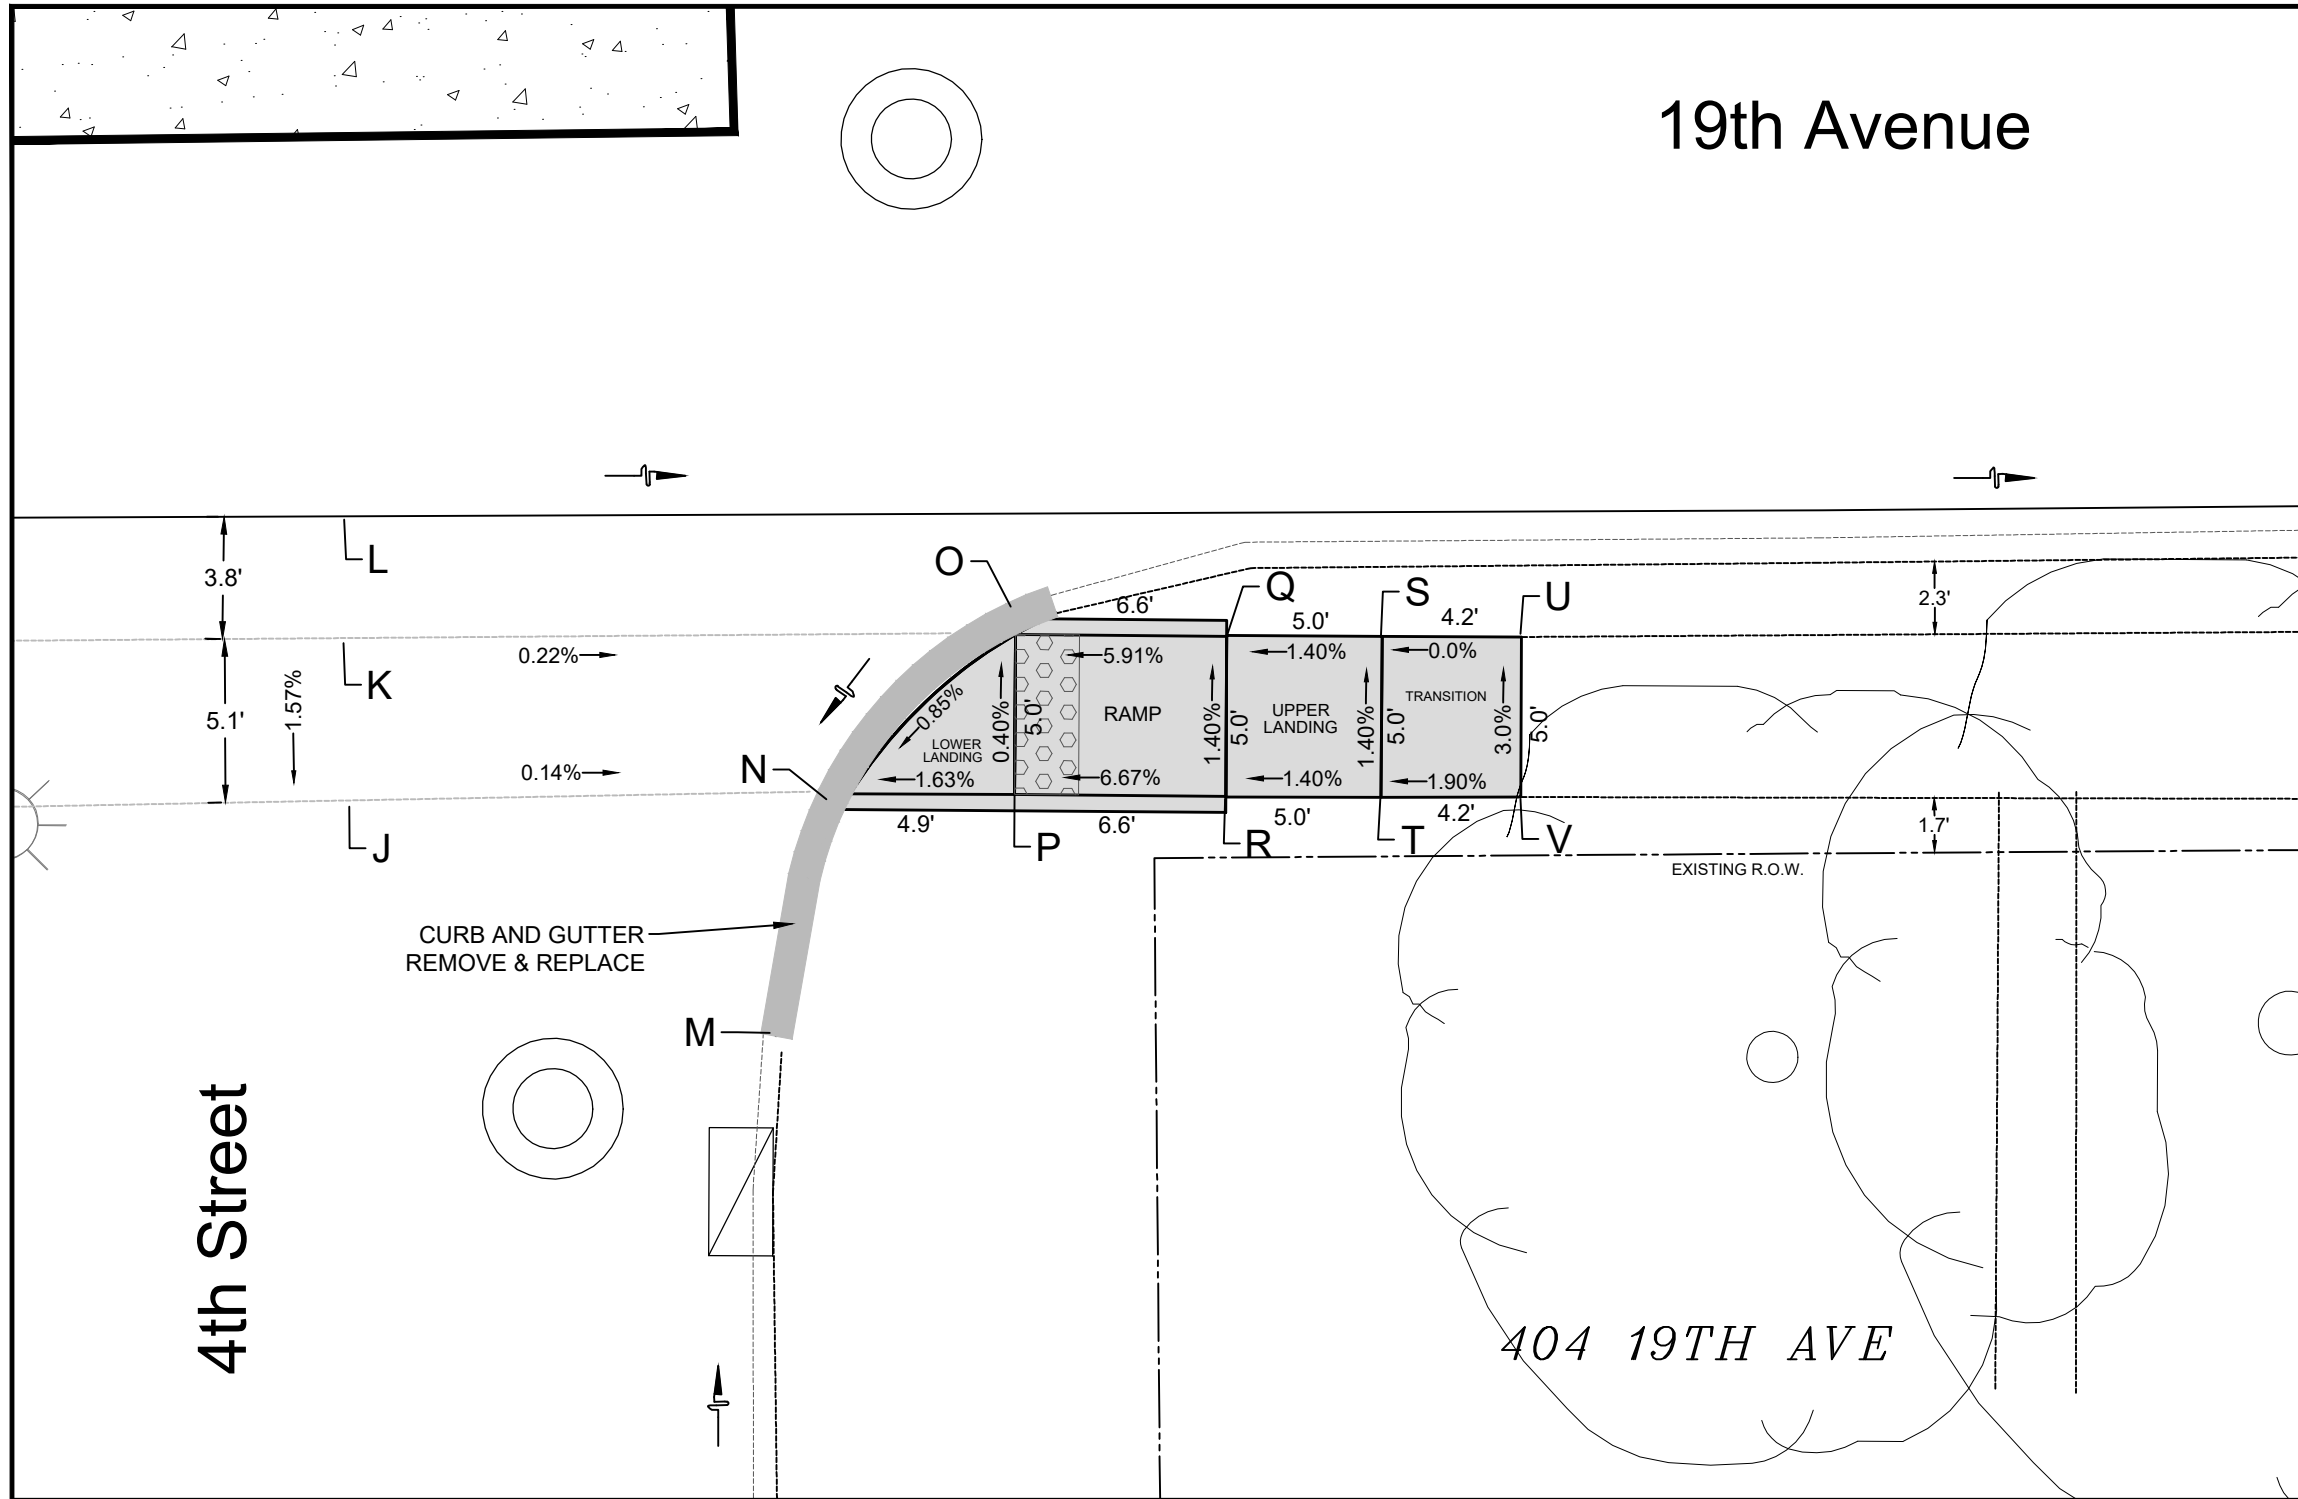 19th Avenue
L
3.8'
O
Q
S
U
6.6'
5.0'
4.2'
2.3'
K
0.22%
5.91%
1.40%
0.0%
5.1'
1.57%
0.85%
0.40%
5.0'
RAMP
1.40%
5.0'
UPPER
LANDING
1.40%
5.0'
TRANSITION
3.0%
5.0'
LOWER
LANDING
N
0.14%
1.63%
6.67%
1.40%
1.90%
J
4.9'
P
6.6'
R
5.0'
T
4.2'
V
1.7'
EXISTING R.O.W.
CURB AND GUTTER
REMOVE & REPLACE
M
4th Street
404 19TH AVE